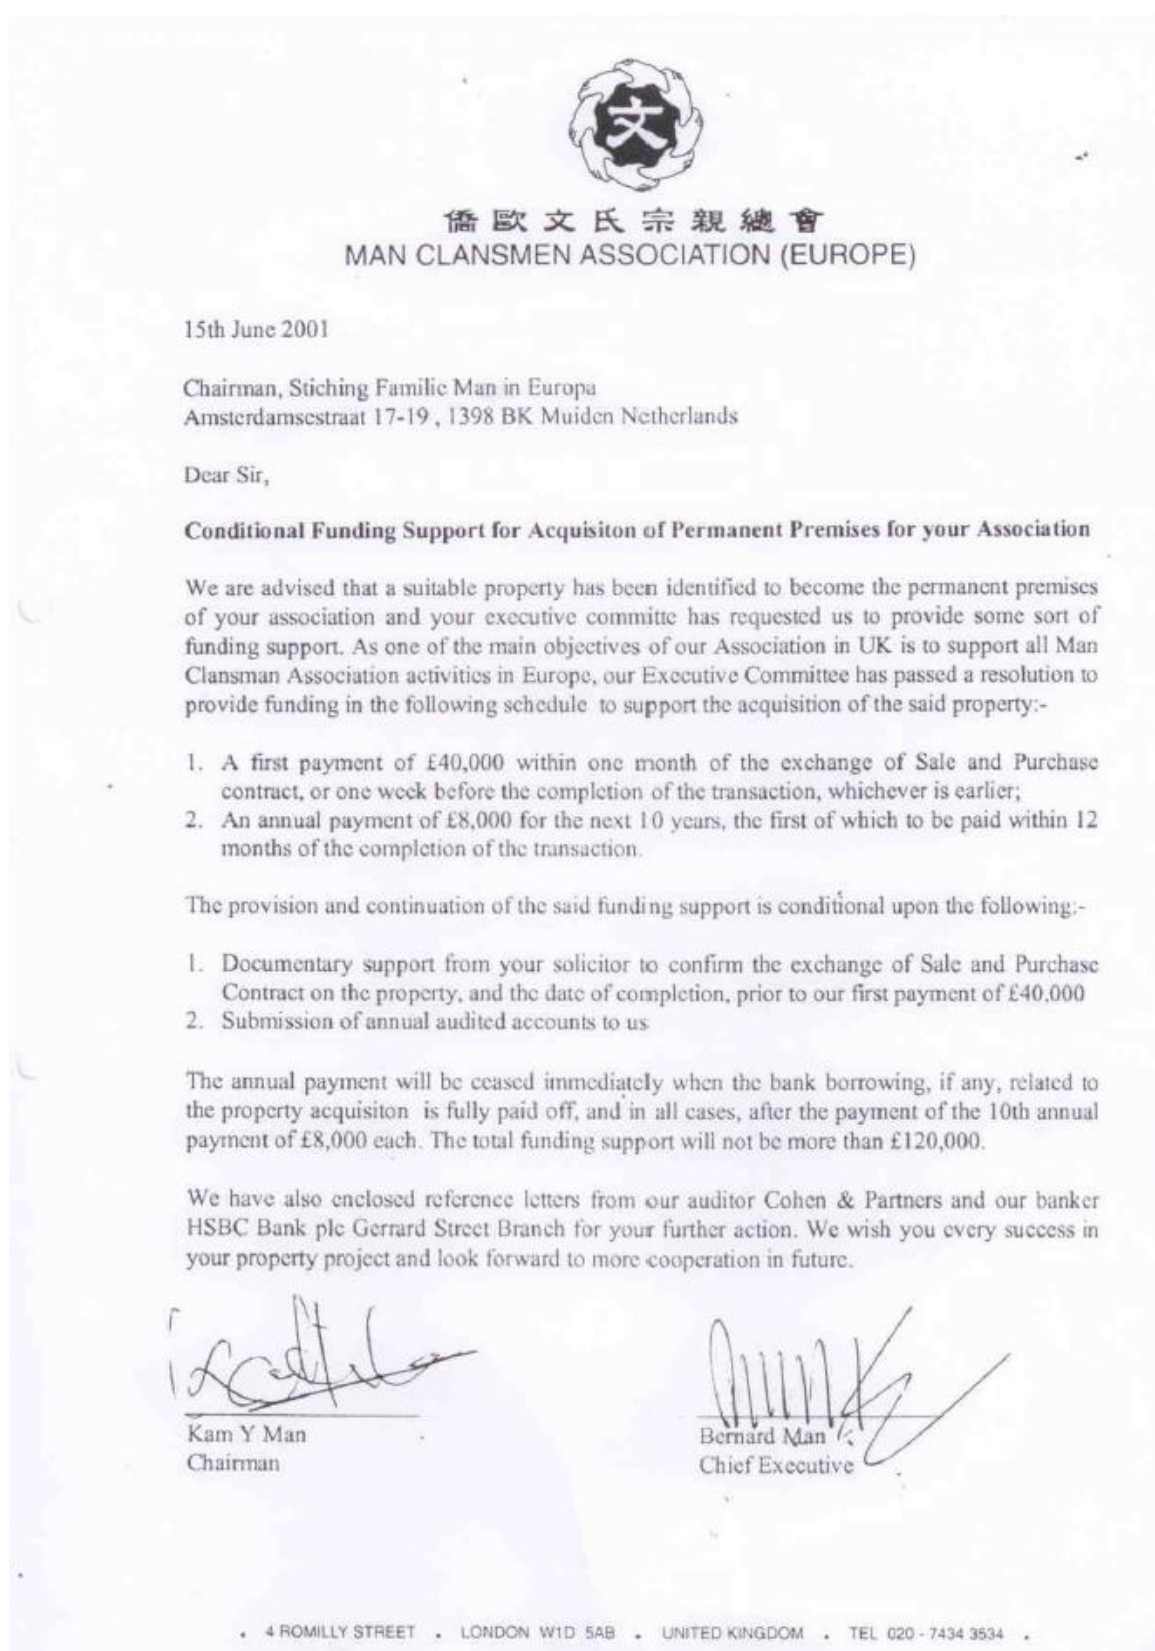 文
僑歐文氏宗親總會
MAN CLANSMEN ASSOCIATION (EUROPE)
15th June 2001
Chairman, Stiching Familie Man in Europa
Amsterdamsestraat 17-19 , 1398 BK Muiden Netherlands
Dear Sir,
Conditional Funding Support for Acquisiton of Permanent Premises for your Association
We are advised that a suitable property has been identified to become the permanent premises
of your association and your executive committe has requested us to provide some sort of
funding support. As one of the main objectives of our Association in UK is to support all Man
Clansman Association activities in Europe, our Executive Committee has passed a resolution to
provide funding in the following schedule to support the acquisition of the said property:-
1. A first payment of £40,000 within one month of the exchange of Sale and Purchase
contract, or one week before the completion of the transaction, whichever is earlier;
2. An annual payment of £8,000 for the next 10 years, the first of which to be paid within 12
months of the completion of the transaction.
The provision and continuation of the said funding support is conditional upon the following:-
1. Documentary support from your solicitor to confirm the exchange of Sale and Purchase
Contract on the property, and the date of completion, prior to our first payment of £40,000
2. Submission of annual audited accounts to us
The annual payment will be ceased immediately when the bank borrowing, if any, related to
the property acquisiton is fully paid off, and in all cases, after the payment of the 10th annual
payment of £8,000 each. The total funding support will not be more than £120,000.
We have also enclosed reference letters from our auditor Cohen & Partners and our banker
HSBC Bank plc Gerrard Street Branch for your further action. We wish you every success in
your property project and look forward to more cooperation in future.
Kam Y Man
Chairman
Bernard Man
Chief Executive
. 4 ROMILLY STREET . LONDON W1D 5AB . UNITED KINGDOM . TEL 020 - 7434 3534 .